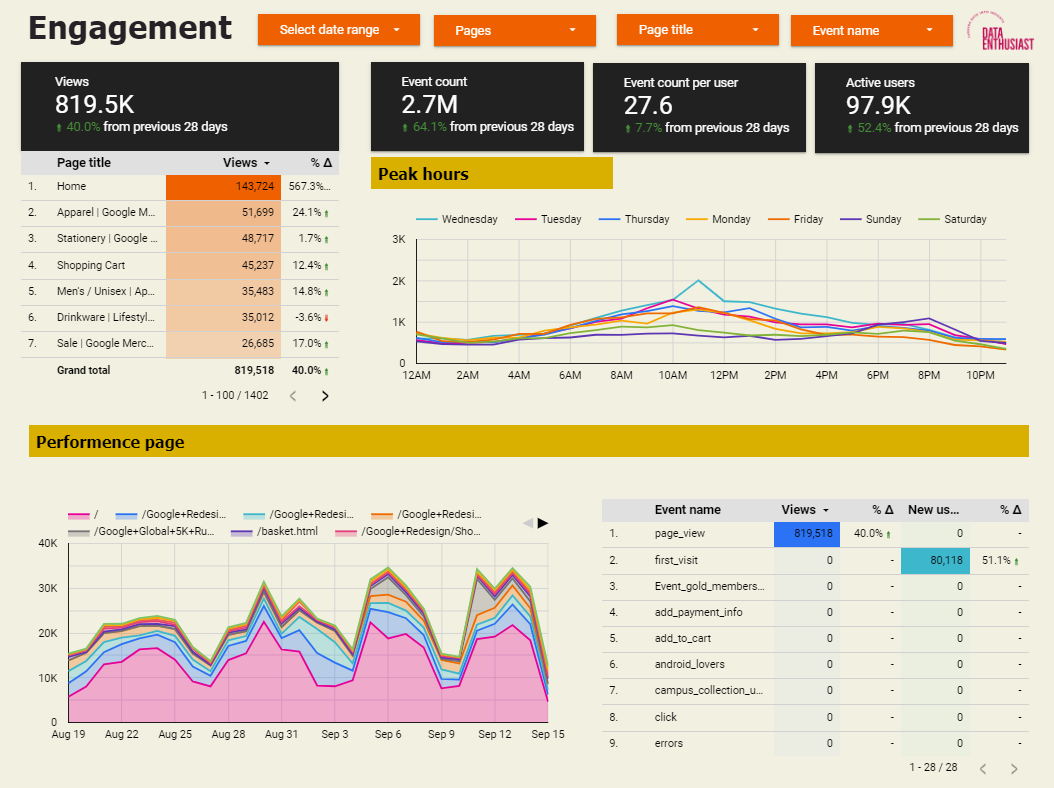 Engagement
Select date range
Pages
Page title
Event name
DATA
ENTHUSIAST
Views
819.5K
40.0% from previous 28 days
Event count
2.7M
64.1% from previous 28 days
Event count per user
27.6
7.7% from previous 28 days
Active users
97.9K
52.4% from previous 28 days
Page title Views % Δ
1. Home 143,724 567.3%...
2. Apparel | Google M... 51,699 24.1%
3. Stationery | Google ... 48,717 1.7%
4. Shopping Cart 45,237 12.4%
5. Men's / Unisex | Ap... 35,483 14.8%
6. Drinkware | Lifestyl... 35,012 -3.6%
7. Sale | Google Merc... 26,685 17.0%
Grand total 819,518 40.0%
1 - 100 / 1402
Peak hours
Wednesday Tuesday Thursday Monday Friday Sunday Saturday
3K
2K
1K
0
12AM 2AM 4AM 6AM 8AM 10AM 12PM 2PM 4PM 6PM 8PM 10PM
Performence page
/ /Google+Redesi... /Google+Redesi... /Google+Redesi...
/Google+Global+5K+Ru... /basket.html /Google+Redesign/Sho...
40K
30K
20K
10K
0
Aug 19 Aug 22 Aug 25 Aug 28 Aug 31 Sep 3 Sep 6 Sep 9 Sep 12 Sep 15
Event name Views % Δ New us... % Δ
1. page_view 819,518 40.0% 0 -
2. first_visit 0 - 80,118 51.1%
3. Event_gold_members... 0 - 0 -
4. add_payment_info 0 - 0 -
5. add_to_cart 0 - 0 -
6. android_lovers 0 - 0 -
7. campus_collection_u... 0 - 0 -
8. click 0 - 0 -
9. errors 0 - 0 -
1 - 28 / 28